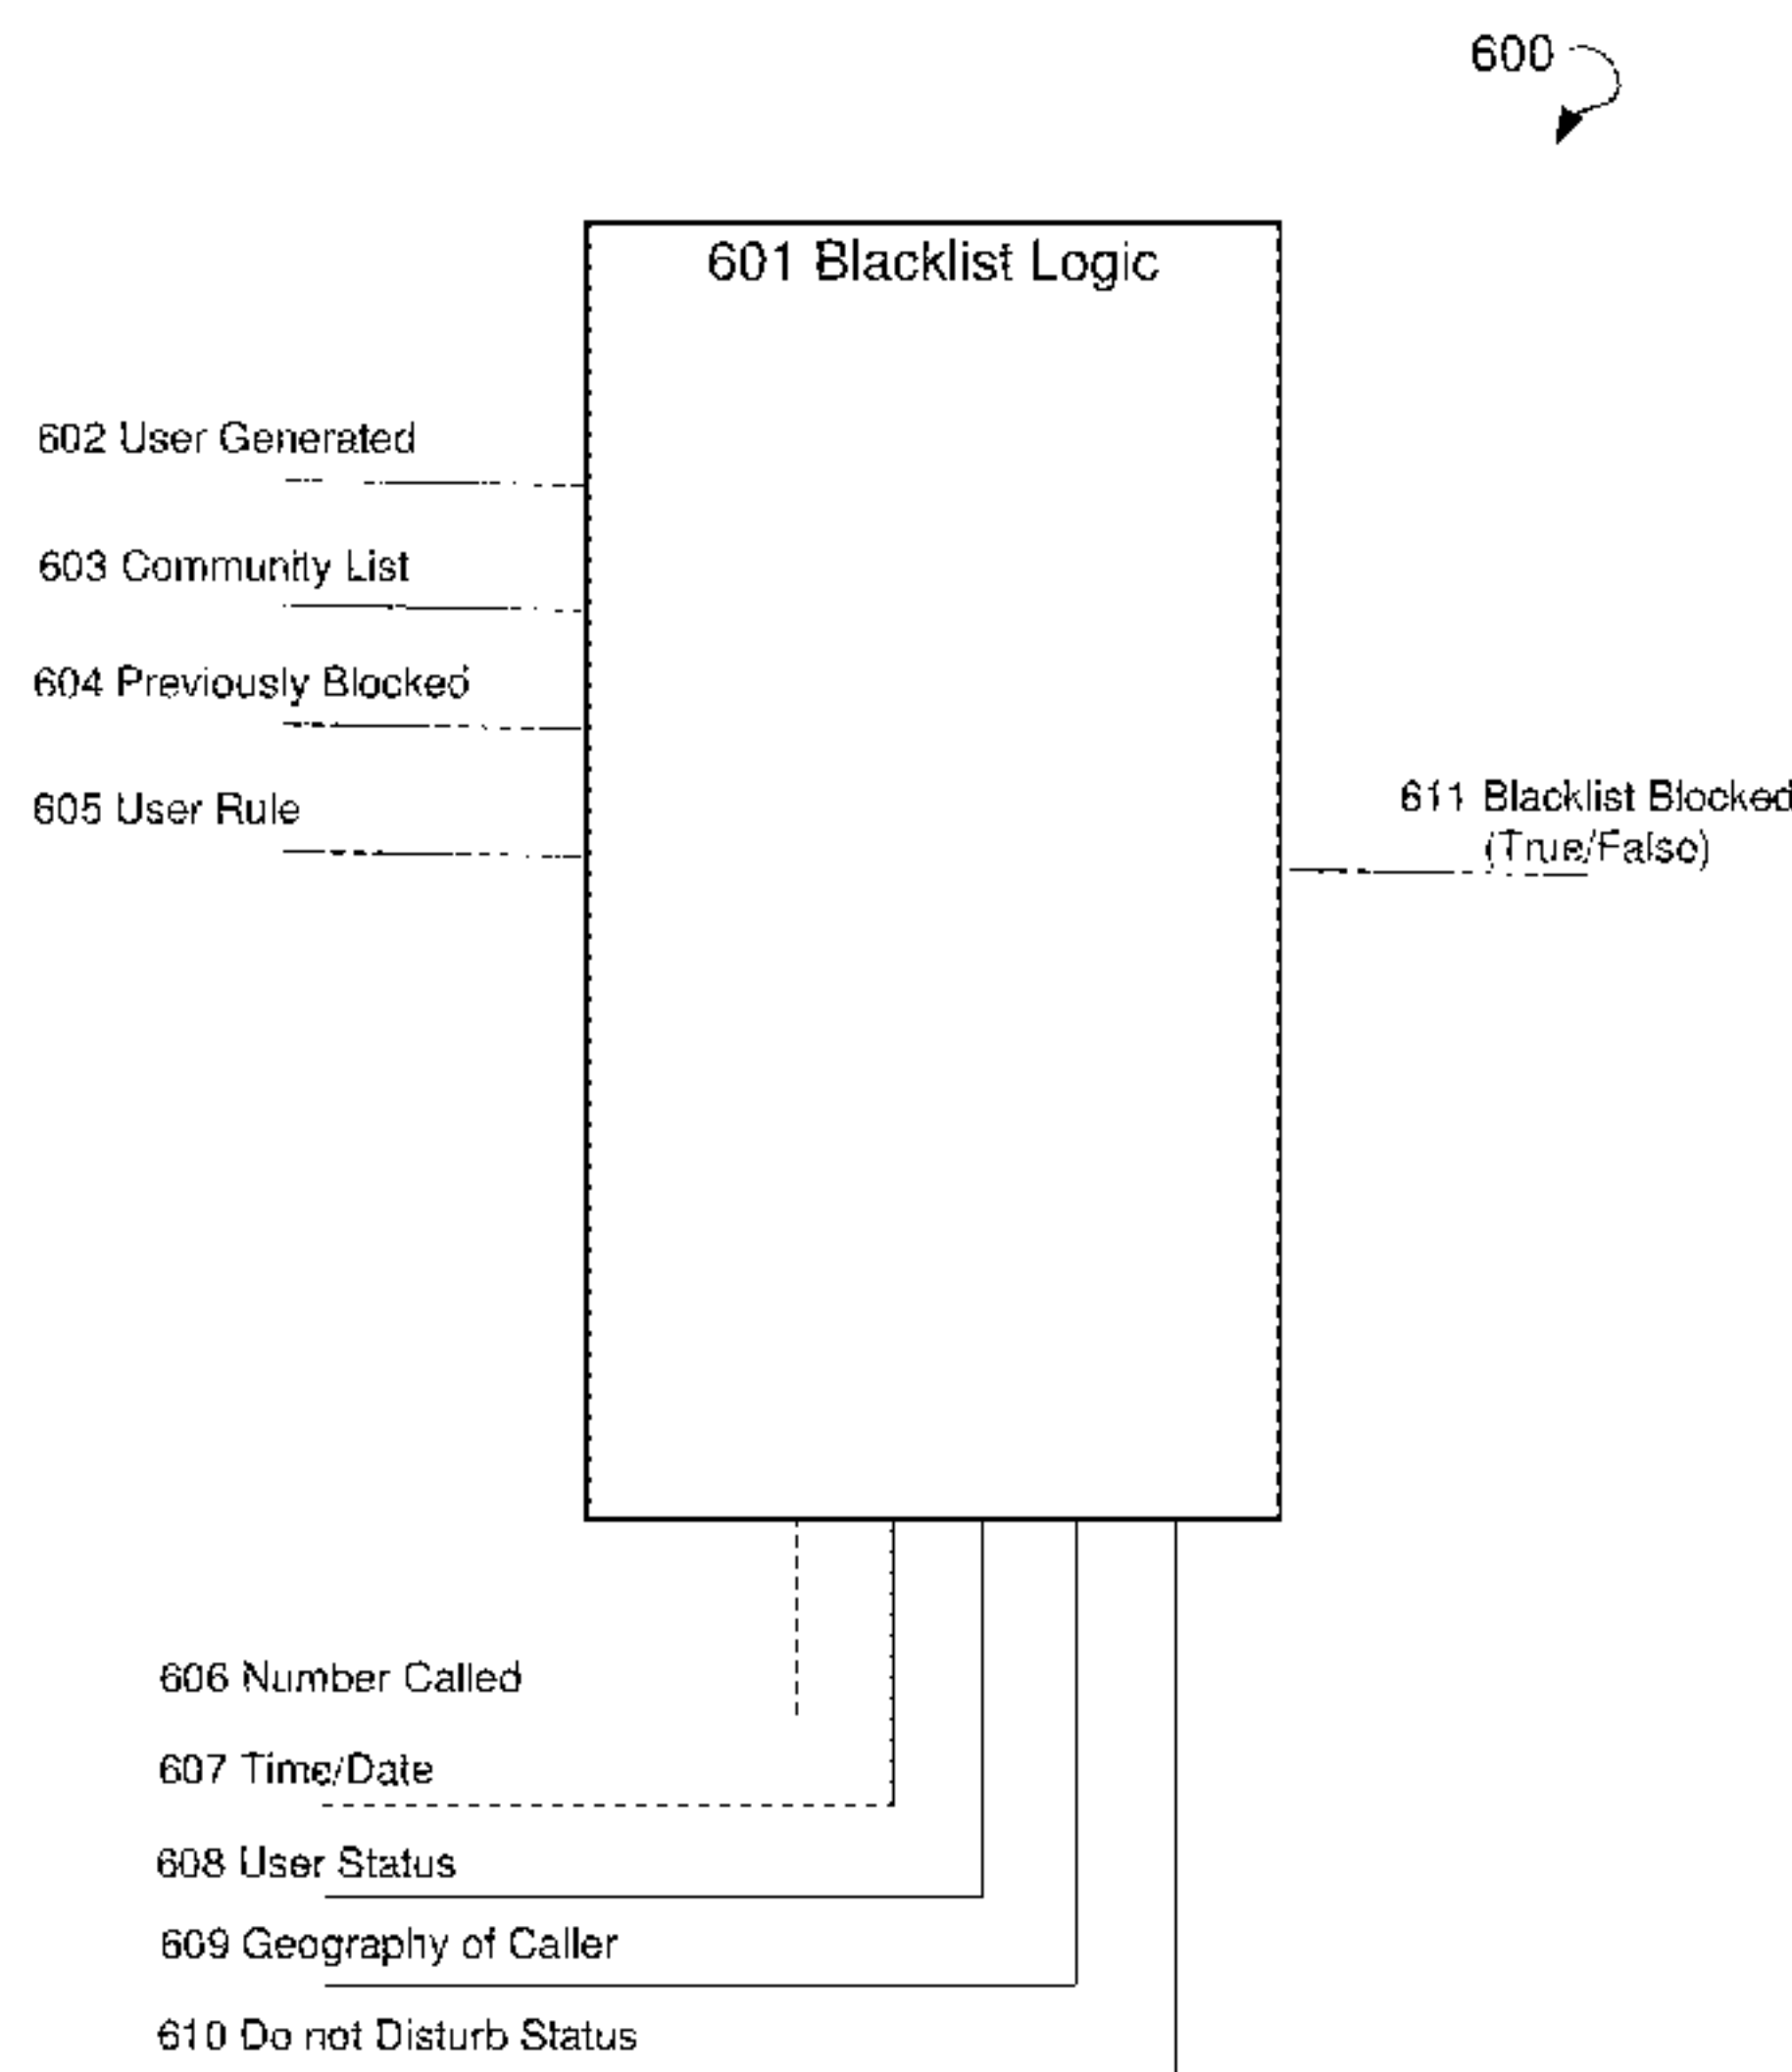 600
601 Blacklist Logic
602 User Generated
603 Community List
604 Previously Blocked
605 User Rule
611 Blacklist Blocked
(True/False)
606 Number Called
607 Time/Date
608 User Status
609 Geography of Caller
610 Do not Disturb Status